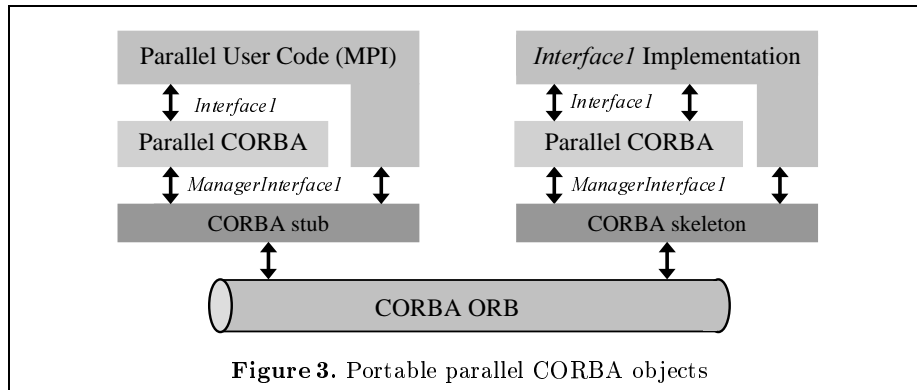 Parallel User Code (MPI)
Interface1
Parallel CORBA
ManagerInterface1
CORBA stub
Interface1 Implementation
Interface1
Parallel CORBA
ManagerInterface1
CORBA skeleton
CORBA ORB
Figure 3. Portable parallel CORBA objects